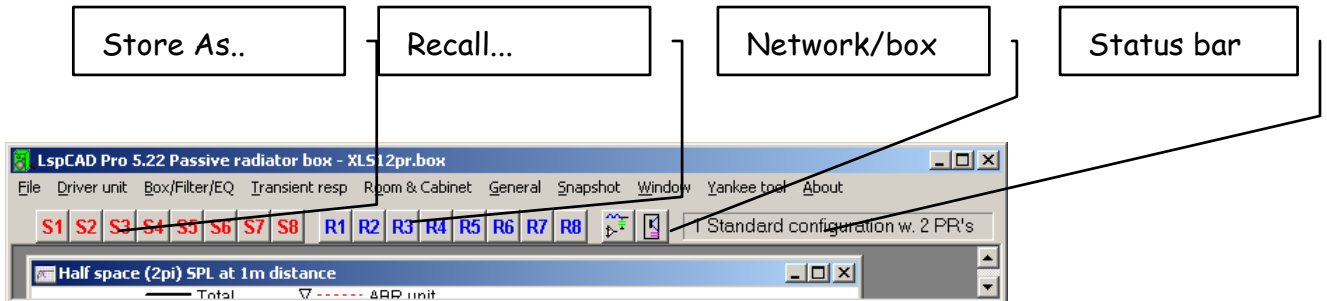 Store As..
Recall...
Network/box
Status bar
LspCAD Pro 5.22 Passive radiator box - XLS12pr.box
File Driver unit Box/Filter/EQ Transient resp Room & Cabinet General Snapshot Window Yankee tool About
S1 S2 S3 S4 S5 S6 S7 S8 R1 R2 R3 R4 R5 R6 R7 R8 1 Standard configuration w. 2 PR's
Half space (2pi) SPL at 1m distance
Total ABR unit